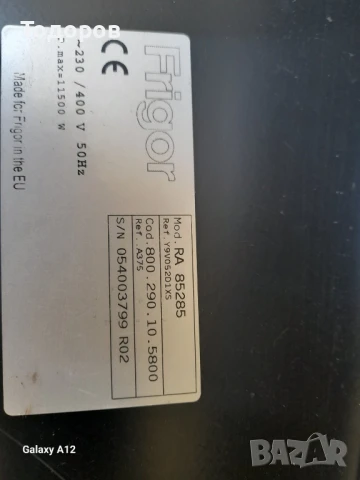 Тодоров
Frigor
CE
~230 / 400 V 50Hz
P.max=11500 W
Made for Frigor in the EU
Mod. RA 85285
Ref. Y9V052D1XS
Cod. 800.290.10.5800
Ref. A375
S/N 054003799 R02
Galaxy A12
BAZAR